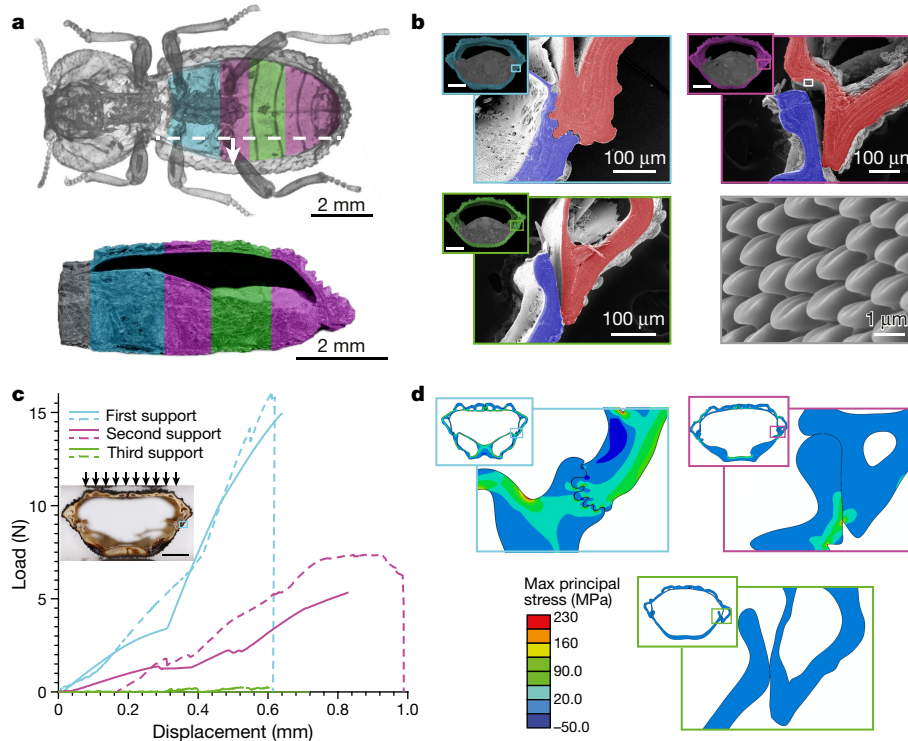 a
2 mm
2 mm
b
100 μm
100 μm
100 μm
1 μm
c
15
10
5
0
Load (N)
First support
Second support
Third support
0
0.2
0.4
0.6
0.8
1.0
Displacement (mm)
d
Max principal
stress (MPa)
230
160
90.0
20.0
–50.0